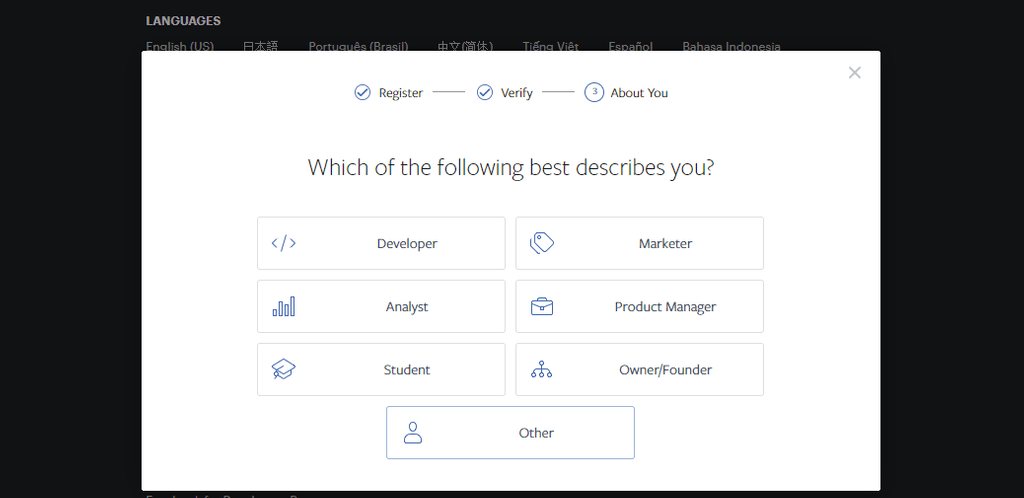 LANGUAGES
English (US) 日本語 Português (Brasil) 中文(简体) Tiếng Việt Español Bahasa Indonesia
Register Verify 3 About You
Which of the following best describes you?
Developer Marketer
Analyst Product Manager
Student Owner/Founder
Other